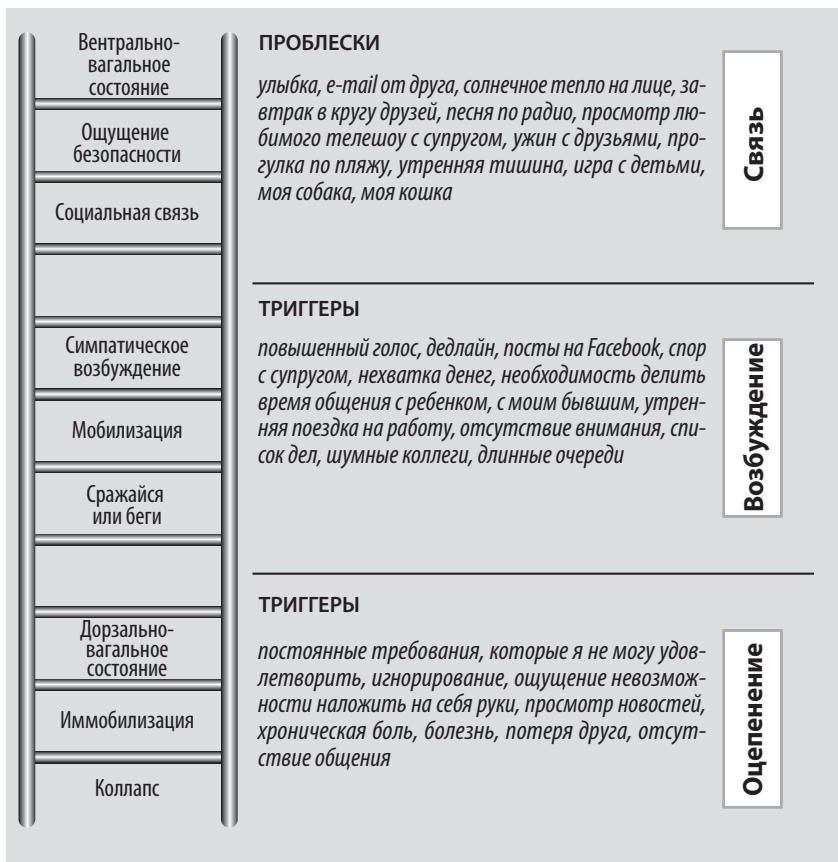 Вентрально-
вагальное
состояние
Ощущение
безопасности
Социальная связь
ПРОБЛЕСКИ
улыбка, e-mail от друга, солнечное тепло на лице, за-
втрак в кругу друзей, песня по радио, просмотр лю-
бимого телешоу с супругом, ужин с друзьями, про-
гулка по пляжу, утренняя тишина, игра с детьми,
моя собака, моя кошка
Связь
Симпатическое
возбуждение
Мобилизация
Сражайся
или беги
ТРИГГЕРЫ
повышенный голос, дедлайн, посты на Facebook, спор
с супругом, нехватка денег, необходимость делить
время общения с ребенком, с моим бывшим, утрен-
няя поездка на работу, отсутствие внимания, спи-
сок дел, шумные коллеги, длинные очереди
Возбуждение
Дорзально-
вагальное
состояние
Иммобилизация
Коллапс
ТРИГГЕРЫ
постоянные требования, которые я не могу удов-
летворить, игнорирование, ощущение невозмож-
ности наложить на себя руки, просмотр новостей,
хроническая боль, болезнь, потеря друга, отсут-
ствие общения
Оцепенение